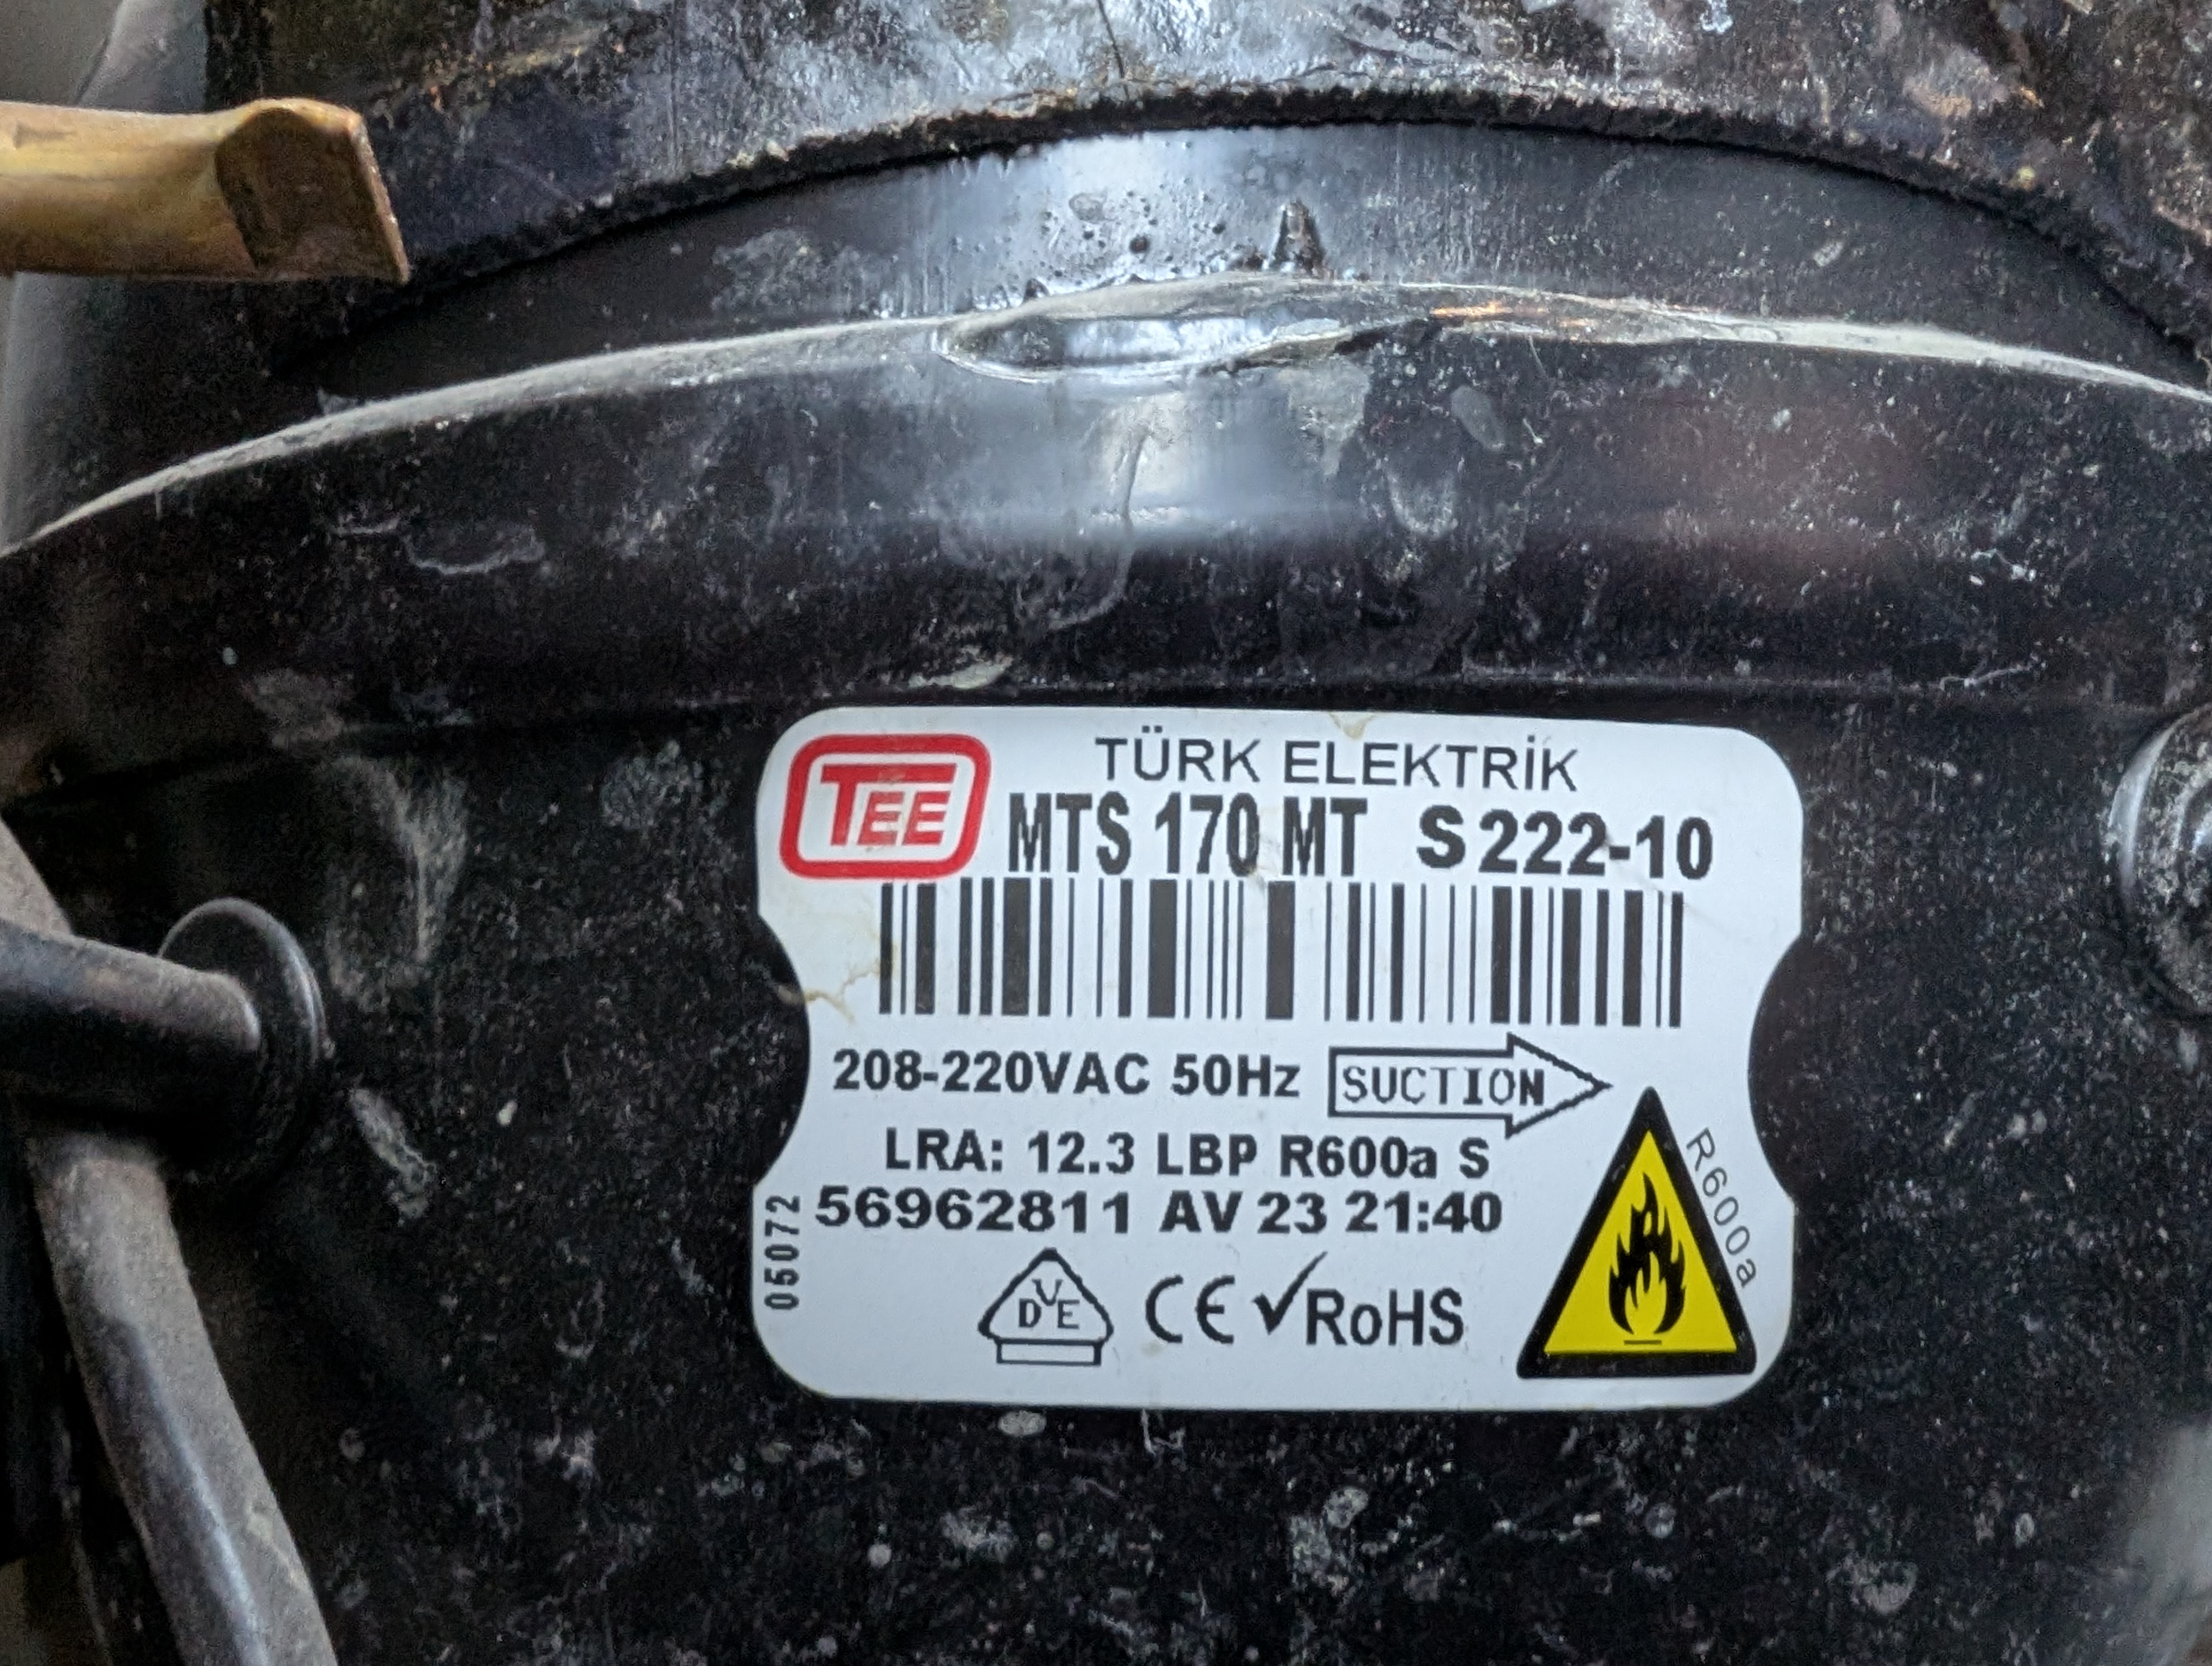 TEE
TÜRK ELEKTRİK
MTS 170 MT S 222-10
208-220VAC 50Hz SUCTION
LRA: 12.3 LBP R600a S
56962811 AV 23 21:40
05072
R600a
DVE CE ✓RoHS